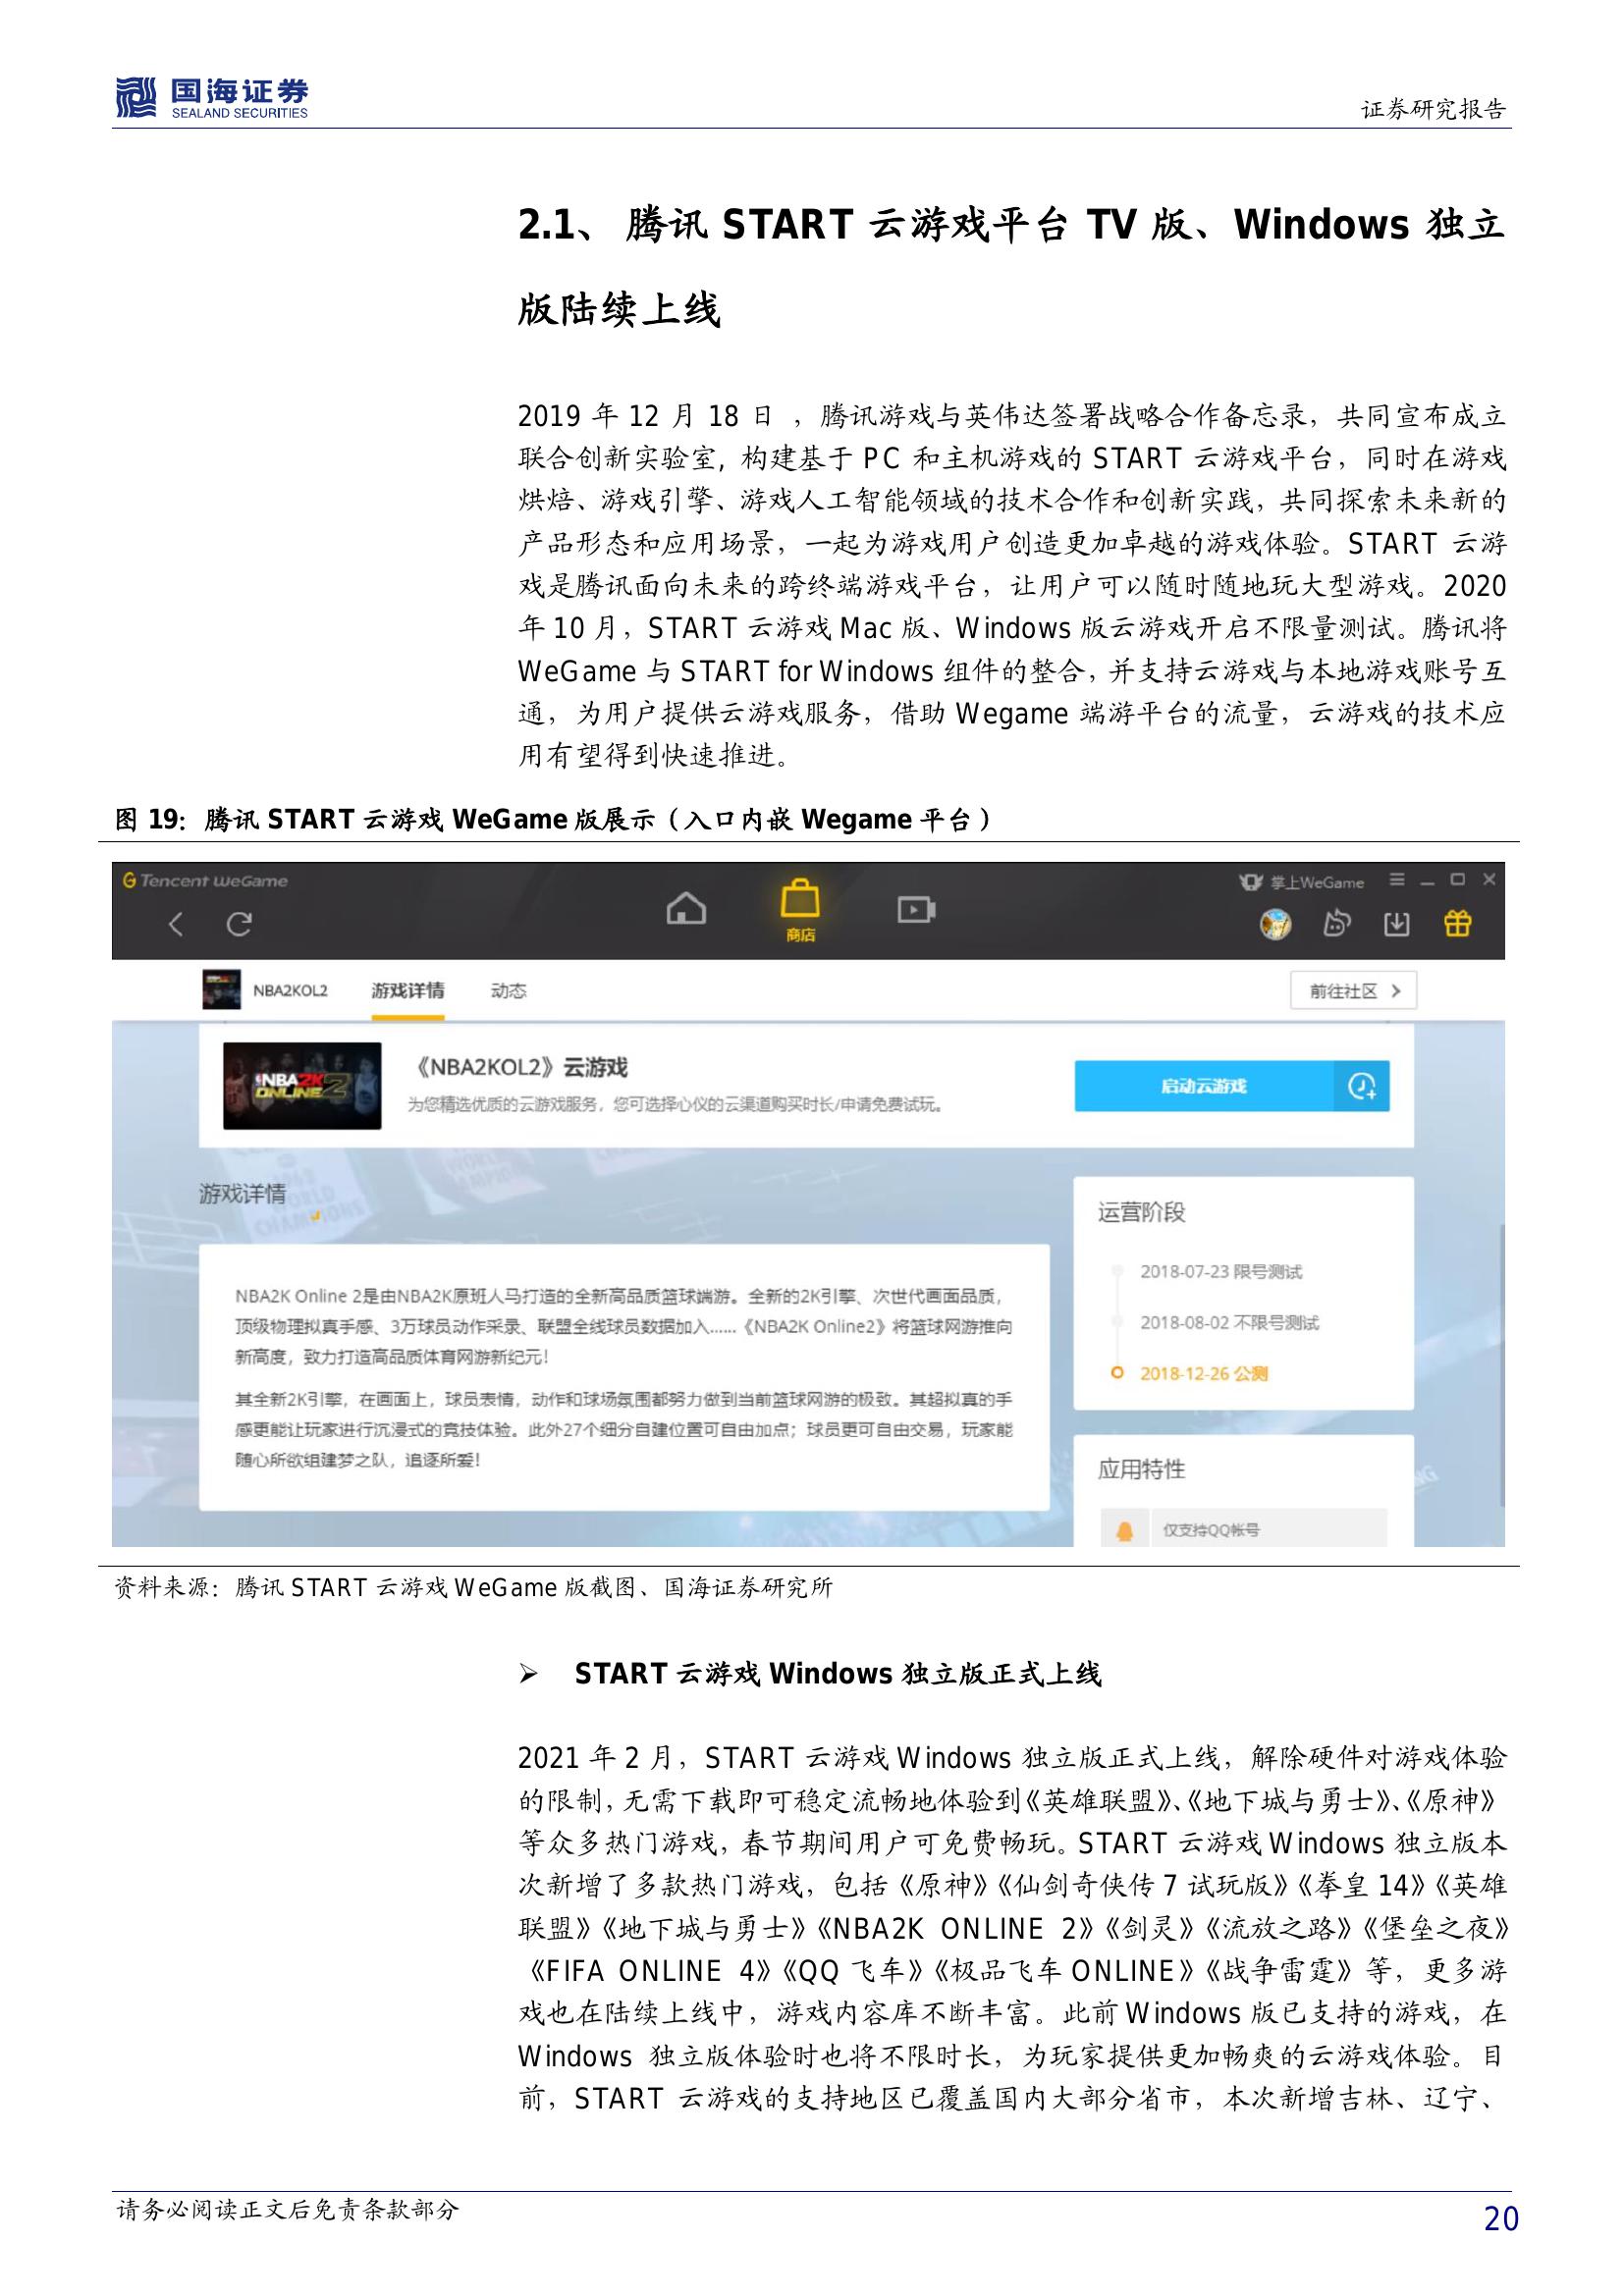 国海证券
SEALAND SECURITIES
证券研究报告
2.1、 腾讯 START 云游戏平台 TV 版、Windows 独立
版陆续上线
2019 年 12 月 18 日 ，腾讯游戏与英伟达签署战略合作备忘录，共同宣布成立
联合创新实验室，构建基于 PC 和主机游戏的 START 云游戏平台，同时在游戏
烘焙、游戏引擎、游戏人工智能领域的技术合作和创新实践，共同探索未来新的
产品形态和应用场景，一起为游戏用户创造更加卓越的游戏体验。START 云游
戏是腾讯面向未来的跨终端游戏平台，让用户可以随时随地玩大型游戏。2020
年 10 月，START 云游戏 Mac 版、Windows 版云游戏开启不限量测试。腾讯将
WeGame 与 START for Windows 组件的整合，并支持云游戏与本地游戏账号互
通，为用户提供云游戏服务，借助 Wegame 端游平台的流量，云游戏的技术应
用有望得到快速推进。
图 19：腾讯 START 云游戏 WeGame 版展示（入口内嵌 Wegame 平台）
Tencent WeGame
掌上WeGame
商店
NBA2KOL2 游戏详情 动态 前往社区
NBA2K ONLINE 2
《NBA2KOL2》云游戏
为您精选优质的云游戏服务，您可选择心仪的云渠道购买时长/申请免费试玩。
启动云游戏
游戏详情
WORLD
CHAMPIONS
NBA2K Online 2是由NBA2K原班人马打造的全新高品质篮球端游。全新的2K引擎、次世代画面品质，
顶级物理拟真手感、3万球员动作采录、联盟全线球员数据加入……《NBA2K Online2》将篮球网游推向
新高度，致力打造高品质体育网游新纪元！
其全新2K引擎，在画面上，球员表情，动作和球场氛围都努力做到当前篮球网游的极致。其超拟真的手
感更能让玩家进行沉浸式的竞技体验。此外27个细分自建位置可自由加点；球员更可自由交易，玩家能
随心所欲组建梦之队，追逐所爱！
运营阶段
2018-07-23 限号测试
2018-08-02 不限号测试
2018-12-26 公测
应用特性
仅支持QQ帐号
资料来源：腾讯 START 云游戏 WeGame 版截图、国海证券研究所
➢ START 云游戏 Windows 独立版正式上线
2021 年 2 月，START 云游戏 Windows 独立版正式上线，解除硬件对游戏体验
的限制，无需下载即可稳定流畅地体验到《英雄联盟》、《地下城与勇士》、《原神》
等众多热门游戏，春节期间用户可免费畅玩。START 云游戏 Windows 独立版本
次新增了多款热门游戏，包括《原神》《仙剑奇侠传 7 试玩版》《拳皇 14》《英雄
联盟》《地下城与勇士》《NBA2K ONLINE 2》《剑灵》《流放之路》《堡垒之夜》
《FIFA ONLINE 4》《QQ 飞车》《极品飞车 ONLINE》《战争雷霆》等，更多游
戏也在陆续上线中，游戏内容库不断丰富。此前 Windows 版已支持的游戏，在
Windows 独立版体验时也将不限时长，为玩家提供更加畅爽的云游戏体验。目
前，START 云游戏的支持地区已覆盖国内大部分省市，本次新增吉林、辽宁、
请务必阅读正文后免责条款部分
20